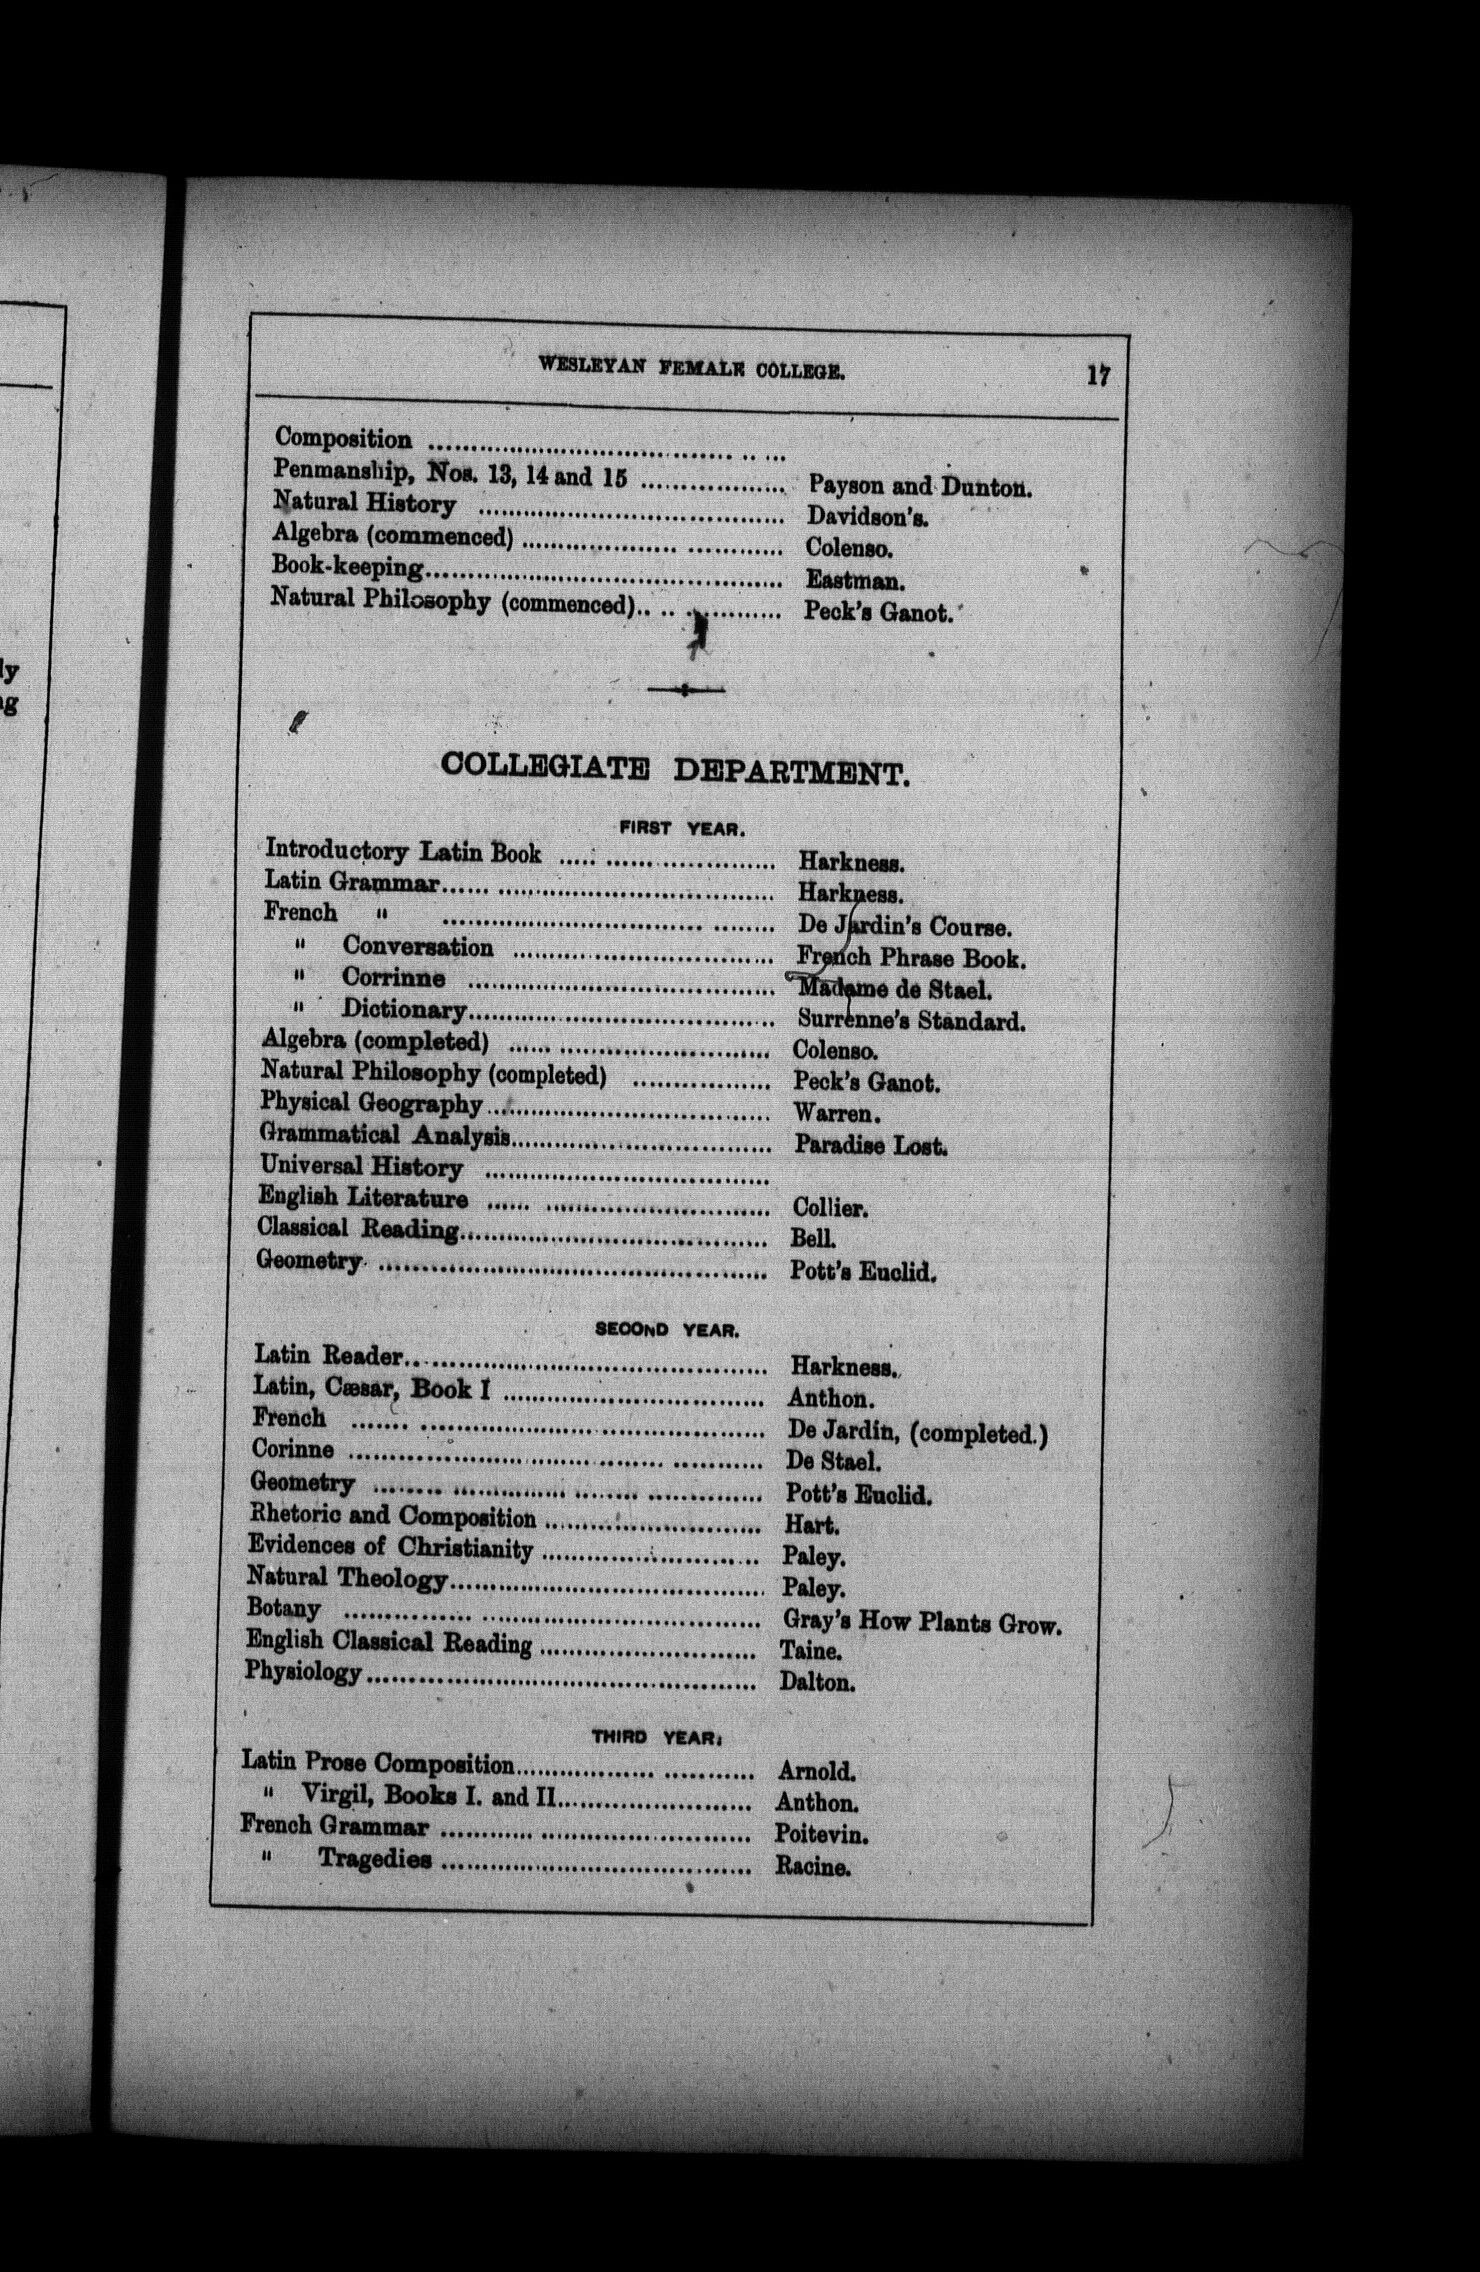 WESLEYAN FEMALE COLLEGE. 17
Composition ..............................
Penmanship, Nos. 13, 14 and 15 .................. Payson and Dunton.
Natural History .............................. Davidson's.
Algebra (commenced) .............................. Colenso.
Book-keeping .............................. Eastman.
Natural Philosophy (commenced) .................. Peck's Ganot.
COLLEGIATE DEPARTMENT.
FIRST YEAR.
Introductory Latin Book .............................. Harkness.
Latin Grammar .............................. Harkness.
French " .............................. De Jardin's Course.
" Conversation .............................. French Phrase Book.
" Corrinne .............................. Madame de Stael.
" Dictionary .............................. Surrenne's Standard.
Algebra (completed) .............................. Colenso.
Natural Philosophy (completed) .................. Peck's Ganot.
Physical Geography .............................. Warren.
Grammatical Analysis .............................. Paradise Lost.
Universal History ..............................
English Literature .............................. Collier.
Classical Reading .............................. Bell.
Geometry .............................. Pott's Euclid.
SECOND YEAR.
Latin Reader .............................. Harkness.
Latin, Cæsar, Book I .............................. Anthon.
French .............................. De Jardin, (completed.)
Corinne .............................. De Stael.
Geometry .............................. Pott's Euclid.
Rhetoric and Composition .............................. Hart.
Evidences of Christianity .............................. Paley.
Natural Theology .............................. Paley.
Botany .............................. Gray's How Plants Grow.
English Classical Reading .............................. Taine.
Physiology .............................. Dalton.
THIRD YEAR.
Latin Prose Composition .............................. Arnold.
" Virgil, Books I. and II .............................. Anthon.
French Grammar .............................. Poitevin.
" Tragedies .............................. Racine.